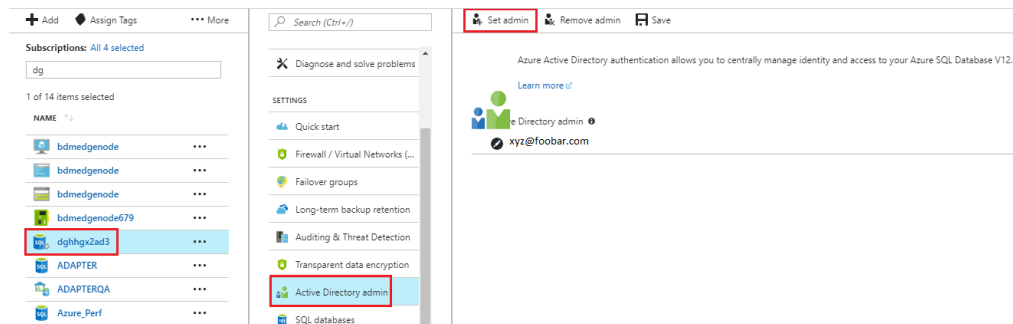 Add Assign Tags ••• More
Subscriptions: All 4 selected
dg
1 of 14 items selected
NAME ↑↓
bdmedgenode •••
bdmedgenode •••
bdmedgenode •••
bdmedgenode679 •••
dghhgx2ad3 •••
ADAPTER •••
ADAPTERQA •••
Azure_Perf •••
Search (Ctrl+/)
Diagnose and solve problems
SETTINGS
Quick start
Firewall / Virtual Networks (...
Failover groups
Long-term backup retention
Auditing & Threat Detection
Transparent data encryption
Active Directory admin
SQL databases
Set admin Remove admin Save
Azure Active Directory authentication allows you to centrally manage identity and access to your Azure SQL Database V12.
Learn more
e Directory admin
xyz@foobar.com